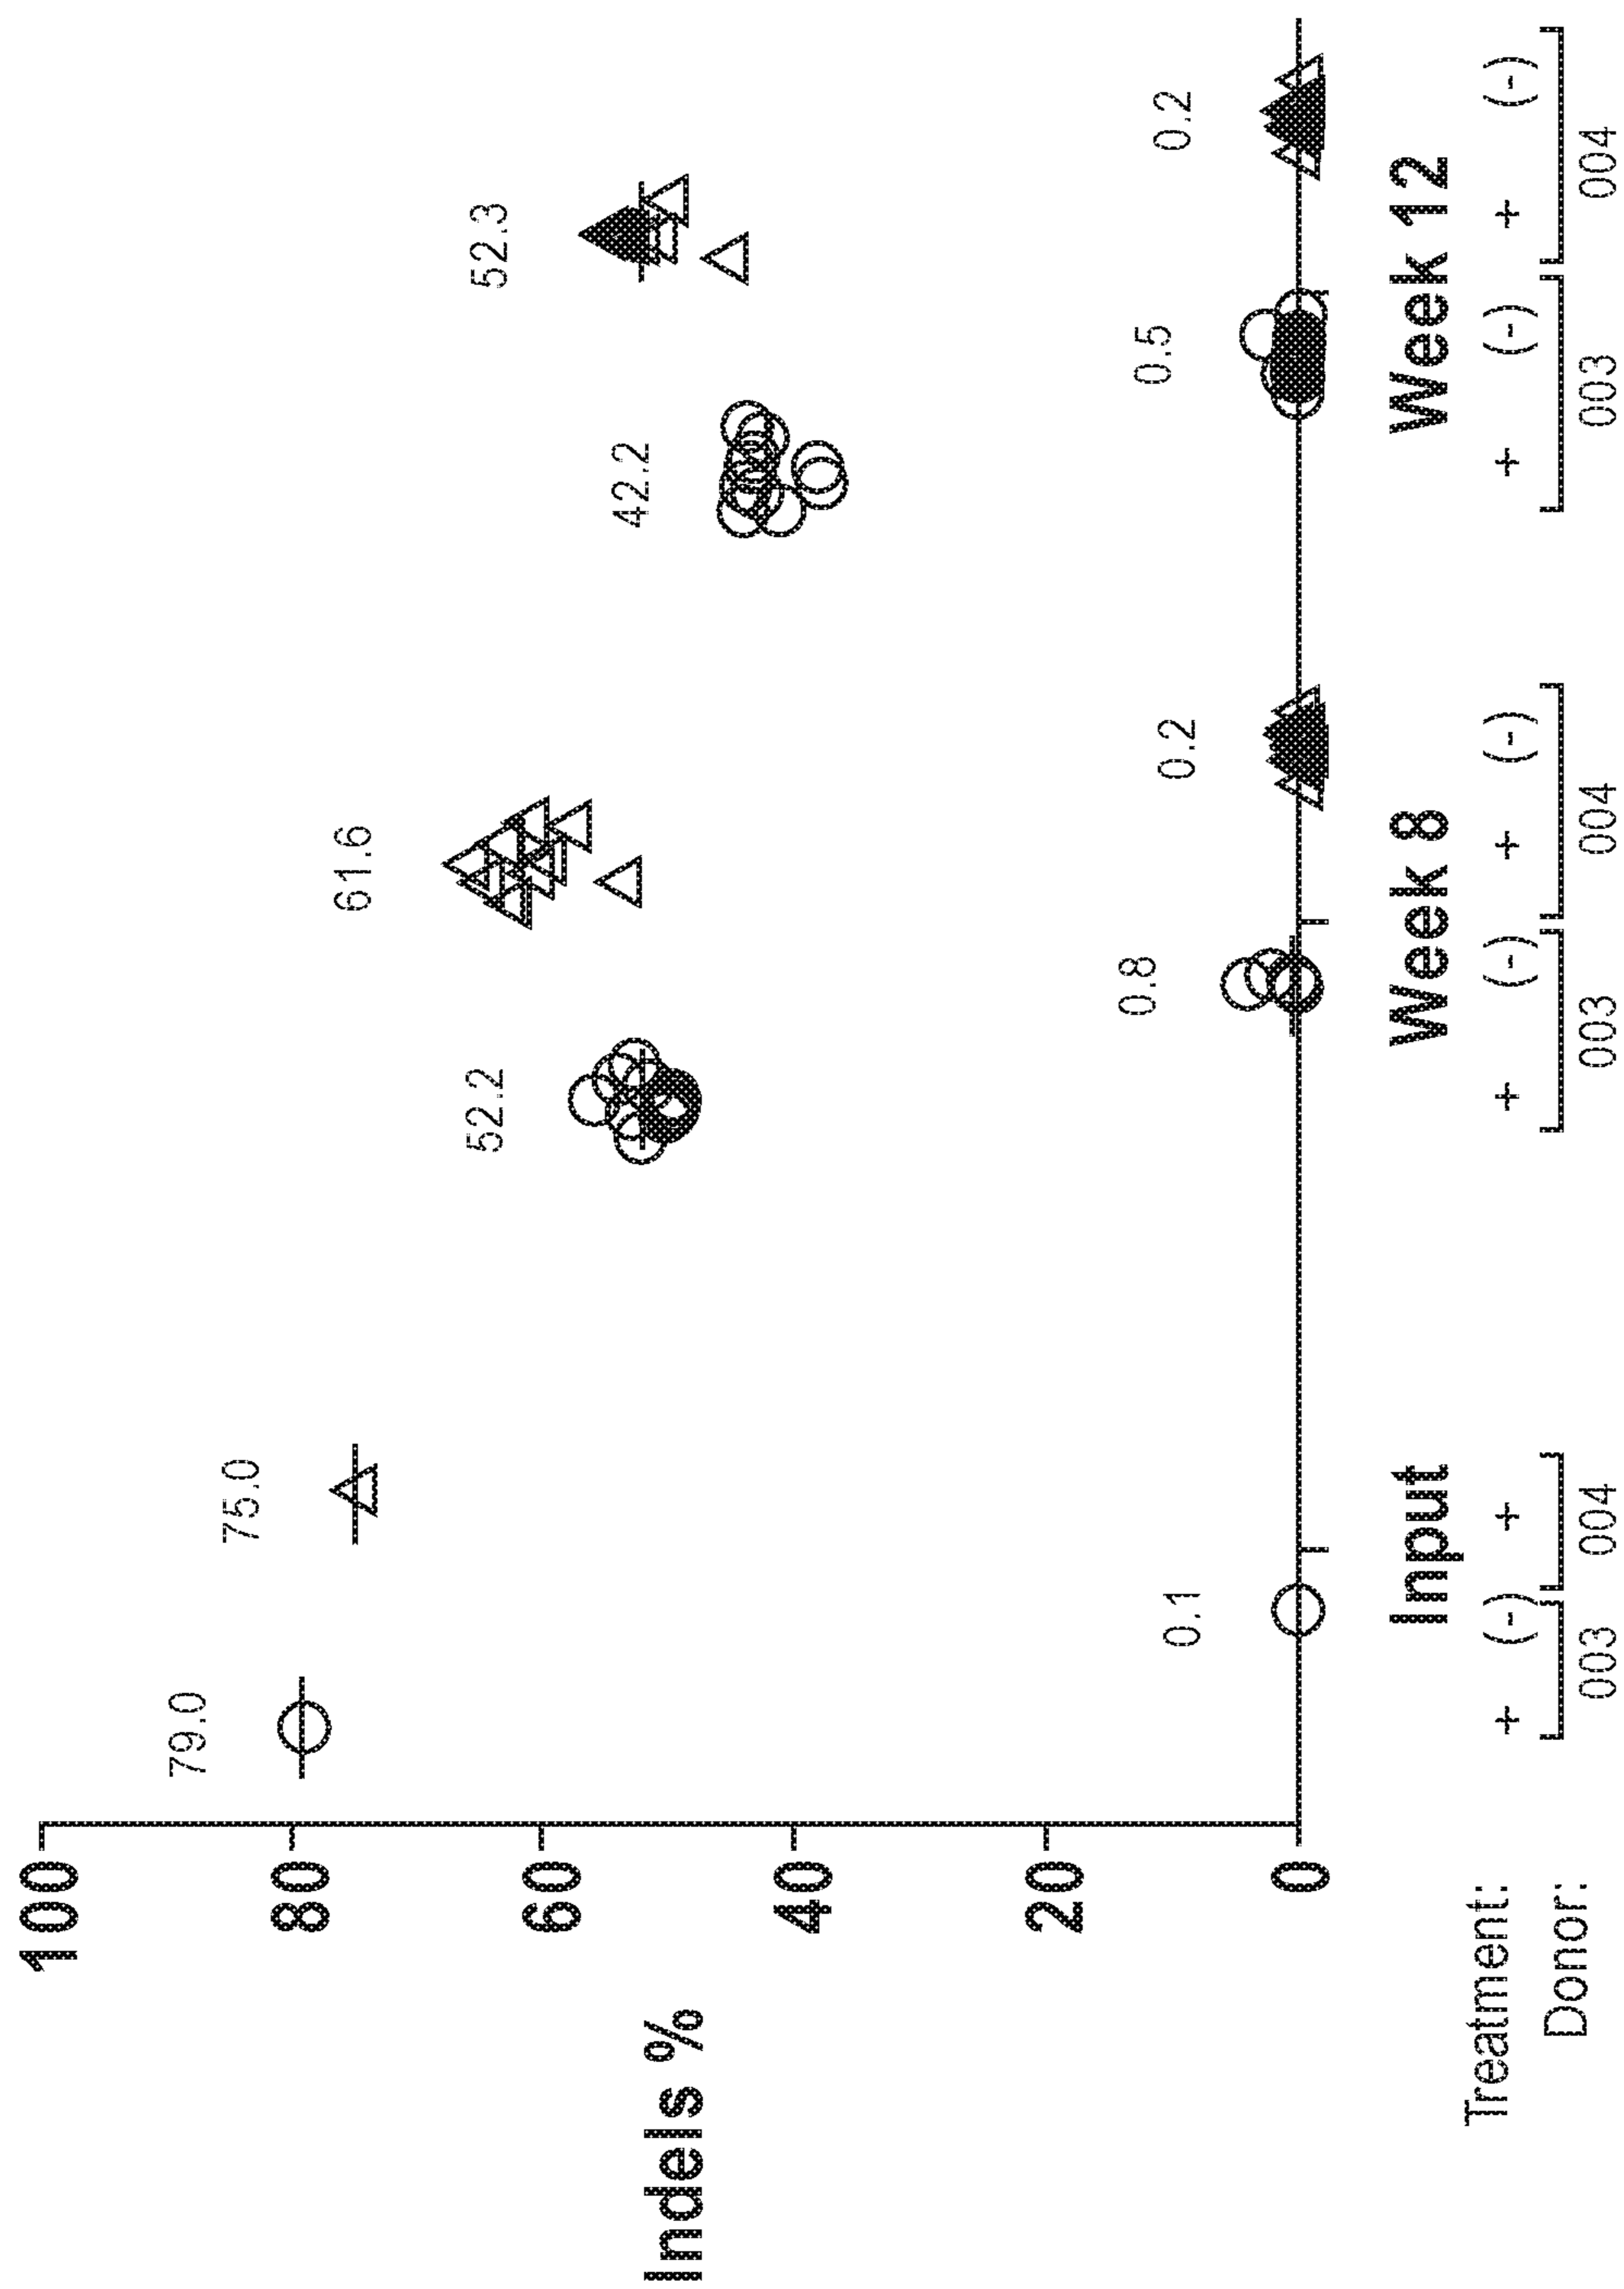 Indels %
100
80
60
40
20
0
79.0
0.1
75.0
52.2
0.8
61.6
0.2
42.2
0.5
52.3
0.2
Input
Week 8
Week 12
Treatment: + (-) + + (-) + (-) + (-) + (-)
Donor: 003 004 003 004 003 004